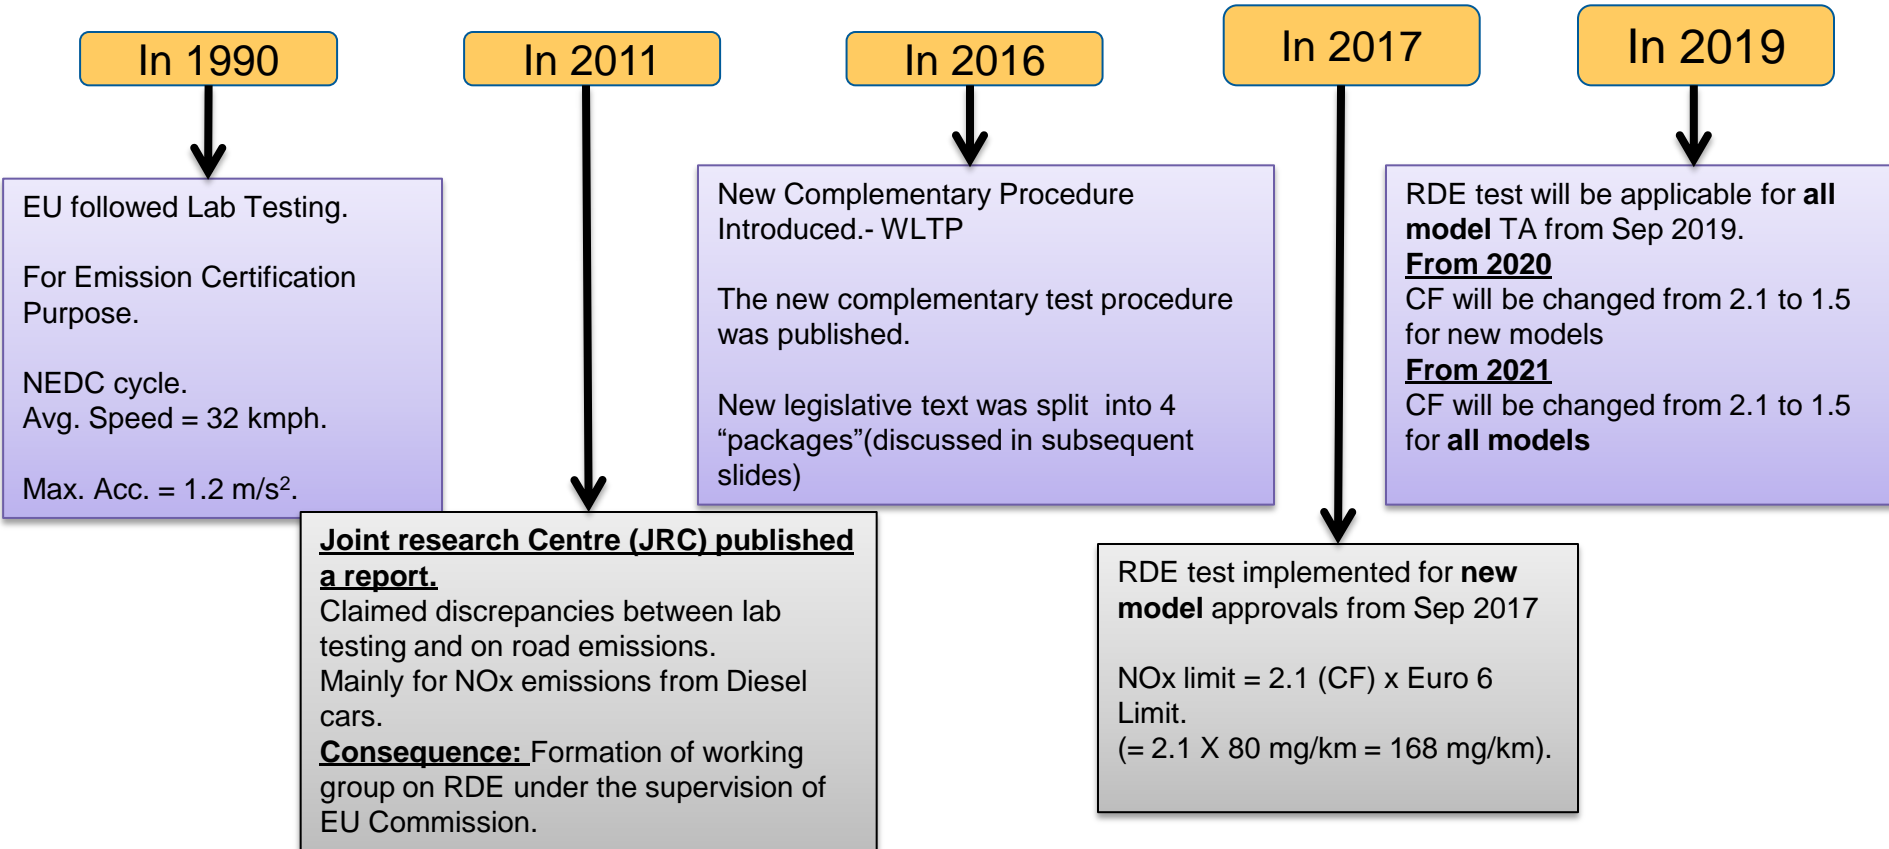 In 1990
In 2011
In 2016
In 2017
In 2019
EU followed Lab Testing.
For Emission Certification
Purpose.
NEDC cycle.
Avg. Speed = 32 kmph.
Max. Acc. = 1.2 m/s².
Joint research Centre (JRC) published
a report.
Claimed discrepancies between lab
testing and on road emissions.
Mainly for NOx emissions from Diesel
cars.
Consequence: Formation of working
group on RDE under the supervision of
EU Commission.
New Complementary Procedure
Introduced.- WLTP
The new complementary test procedure
was published.
New legislative text was split into 4
“packages”(discussed in subsequent
slides)
RDE test implemented for new
model approvals from Sep 2017
NOx limit = 2.1 (CF) x Euro 6
Limit.
(= 2.1 X 80 mg/km = 168 mg/km).
RDE test will be applicable for all
model TA from Sep 2019.
From 2020
CF will be changed from 2.1 to 1.5
for new models
From 2021
CF will be changed from 2.1 to 1.5
for all models